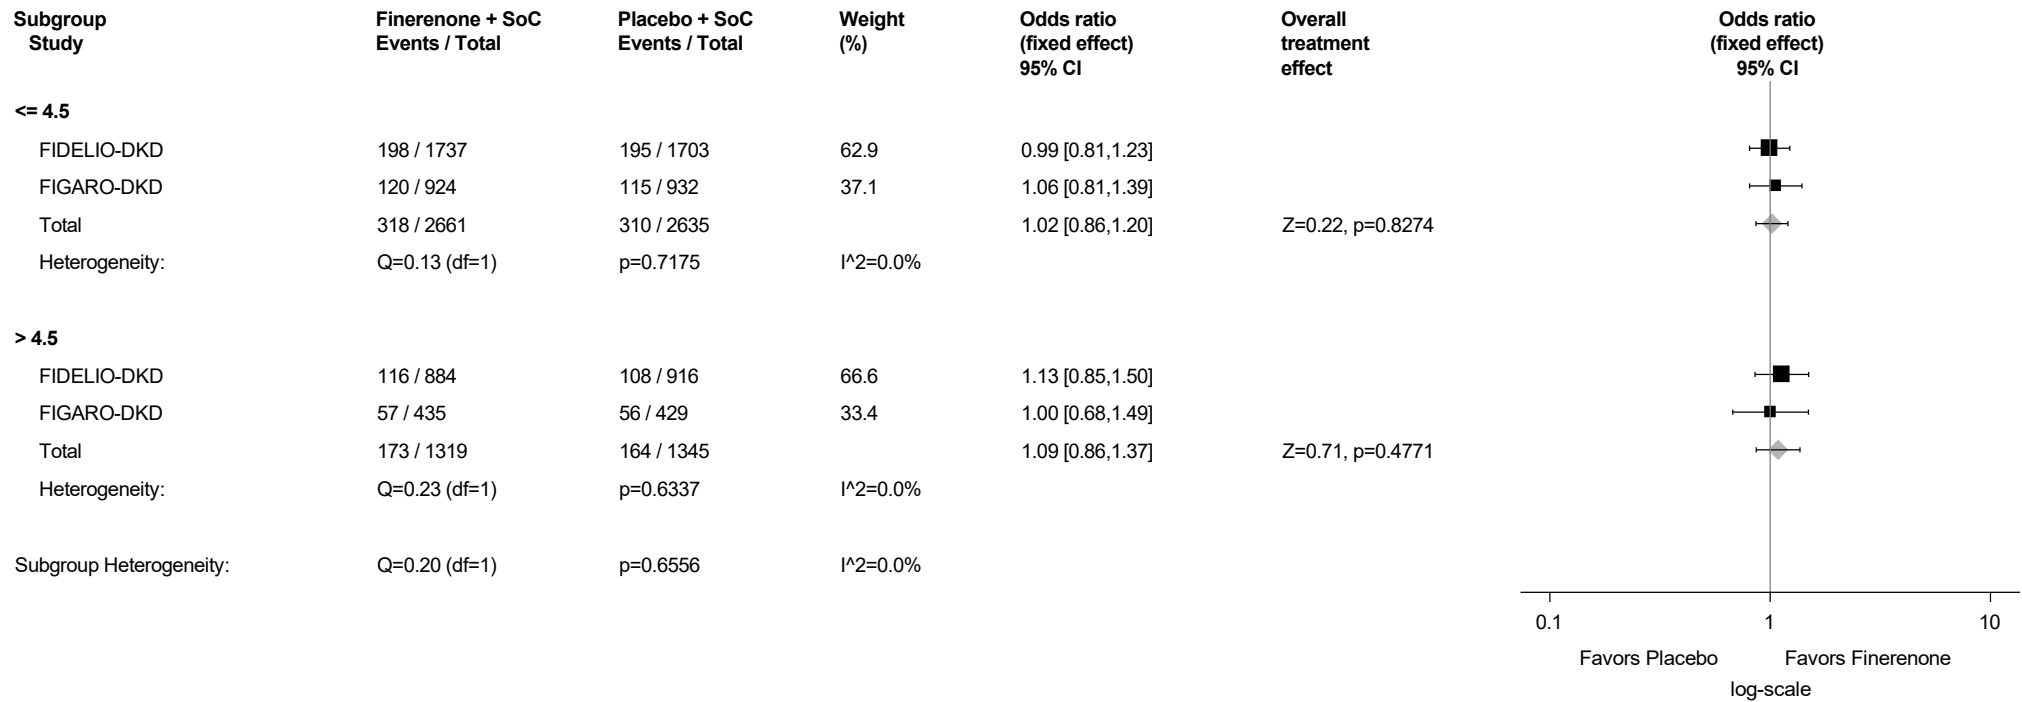 Subgroup Finerenone + SoC Placebo + SoC Weight Odds ratio Overall Odds ratio
Study Events / Total Events / Total (%) (fixed effect) treatment (fixed effect)
95% CI effect 95% CI
<= 4.5
FIDELIO-DKD 198 / 1737 195 / 1703 62.9 0.99 [0.81,1.23]
FIGARO-DKD 120 / 924 115 / 932 37.1 1.06 [0.81,1.39]
Total 318 / 2661 310 / 2635 1.02 [0.86,1.20] Z=0.22, p=0.8274
Heterogeneity: Q=0.13 (df=1) p=0.7175 I^2=0.0%
> 4.5
FIDELIO-DKD 116 / 884 108 / 916 66.6 1.13 [0.85,1.50]
FIGARO-DKD 57 / 435 56 / 429 33.4 1.00 [0.68,1.49]
Total 173 / 1319 164 / 1345 1.09 [0.86,1.37] Z=0.71, p=0.4771
Heterogeneity: Q=0.23 (df=1) p=0.6337 I^2=0.0%
Subgroup Heterogeneity: Q=0.20 (df=1) p=0.6556 I^2=0.0%
0.1 1 10
Favors Placebo Favors Finerenone
log-scale